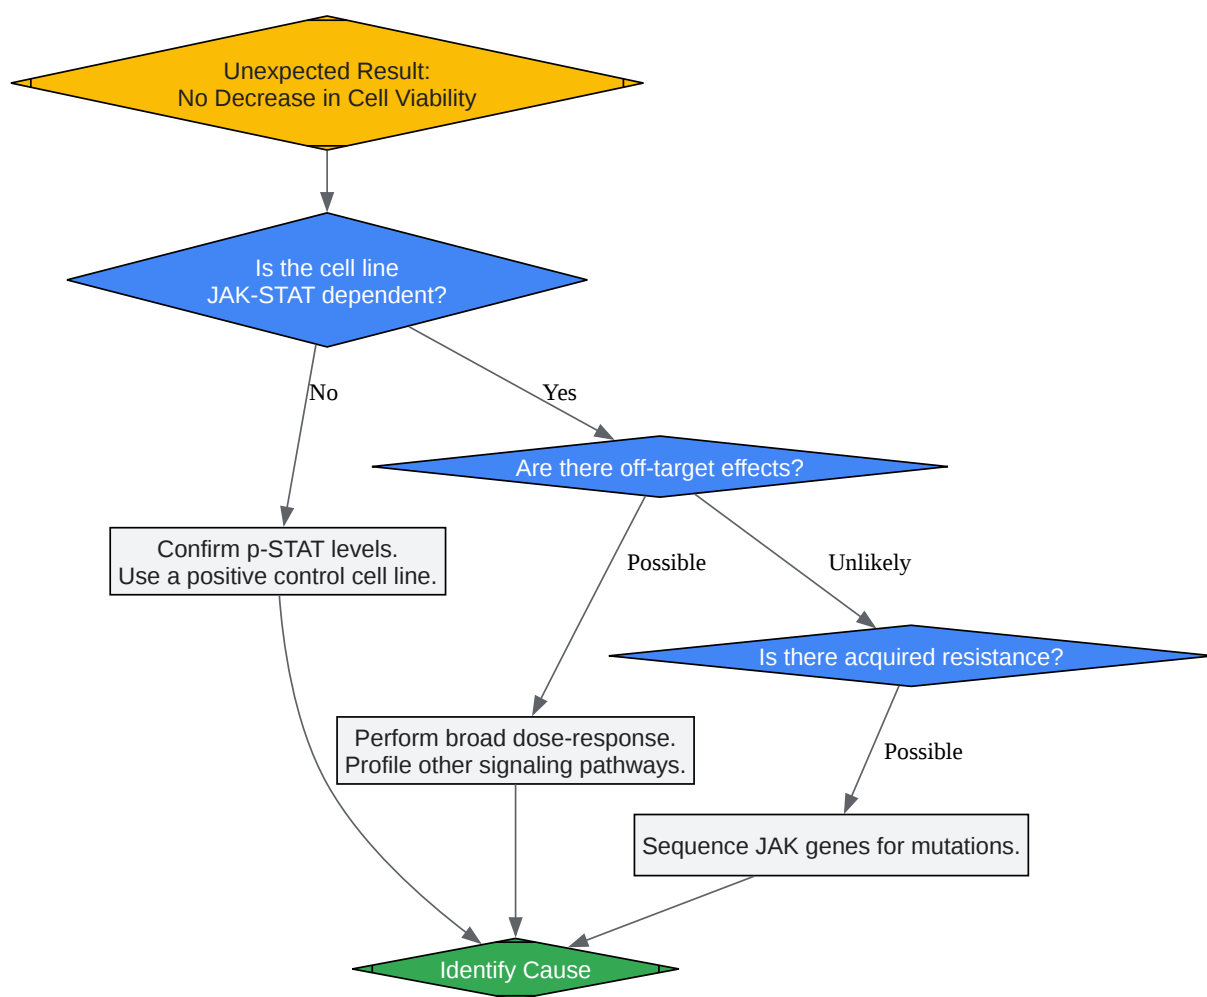 Unexpected Result:
No Decrease in Cell Viability
Is the cell line
JAK-STAT dependent?
No
Yes
Are there off-target effects?
Confirm p-STAT levels.
Use a positive control cell line.
Possible
Unlikely
Is there acquired resistance?
Perform broad dose-response.
Profile other signaling pathways.
Possible
Sequence JAK genes for mutations.
Identify Cause